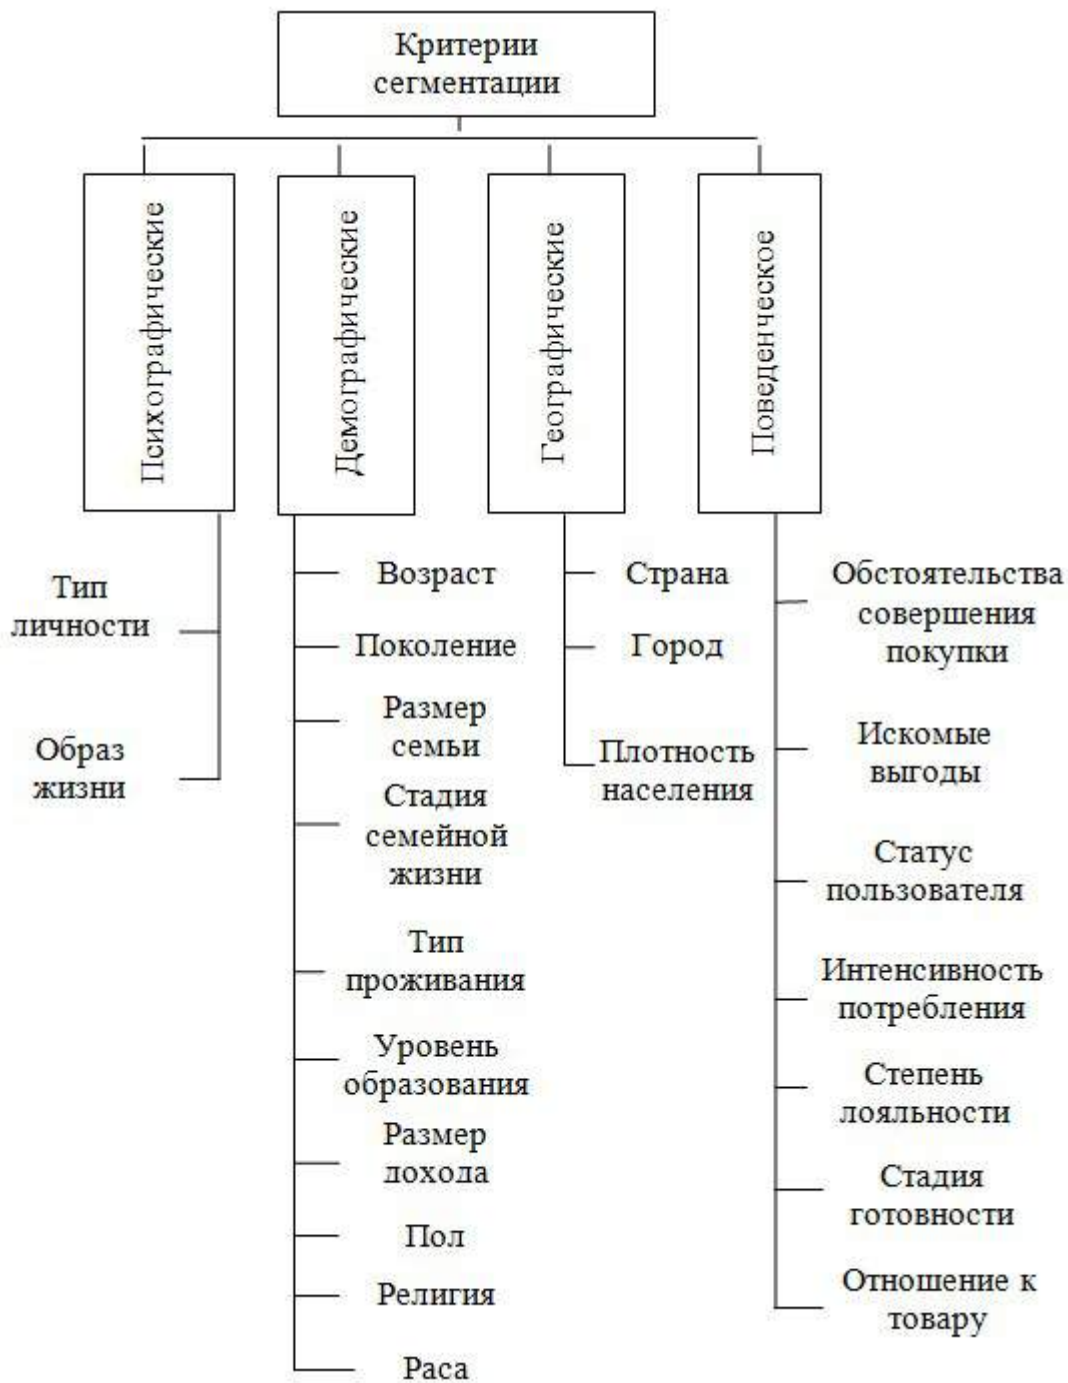 Критерии
сегментации
Психографические
Демографические
Географические
Поведенческое
Тип
личности
Образ
жизни
Возраст
Поколение
Размер
семьи
Стадия
семейной
жизни
Тип
проживания
Уровень
образования
Размер
дохода
Пол
Религия
Раса
Страна
Город
Плотность
населения
Обстоятельства
совершения
покупки
Искомые
выгоды
Статус
пользователя
Интенсивность
потребления
Степень
лояльности
Стадия
готовности
Отношение к
товару